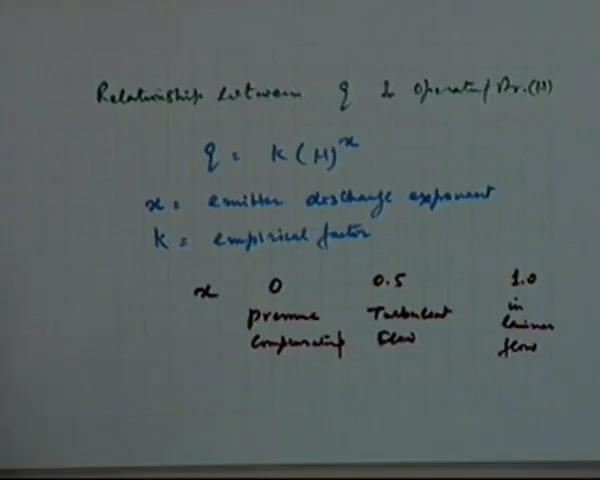 Relationship between q & operating Pr. (H)
q = K (H)^x
x = emitter discharge exponent
K = empirical factor
x 0 0.5 1.0
Pressure Turbulent in
Compensating Flow laminar
flow